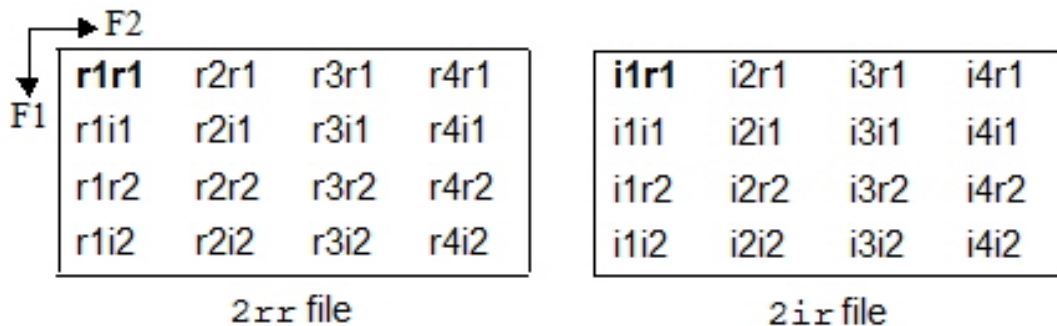 F2
F1
r1r1 r2r1 r3r1 r4r1
r1i1 r2i1 r3i1 r4i1
r1r2 r2r2 r3r2 r4r2
r1i2 r2i2 r3i2 r4i2
2rr file
i1r1 i2r1 i3r1 i4r1
i1i1 i2i1 i3i1 i4i1
i1r2 i2r2 i3r2 i4r2
i1i2 i2i2 i3i2 i4i2
2ir file